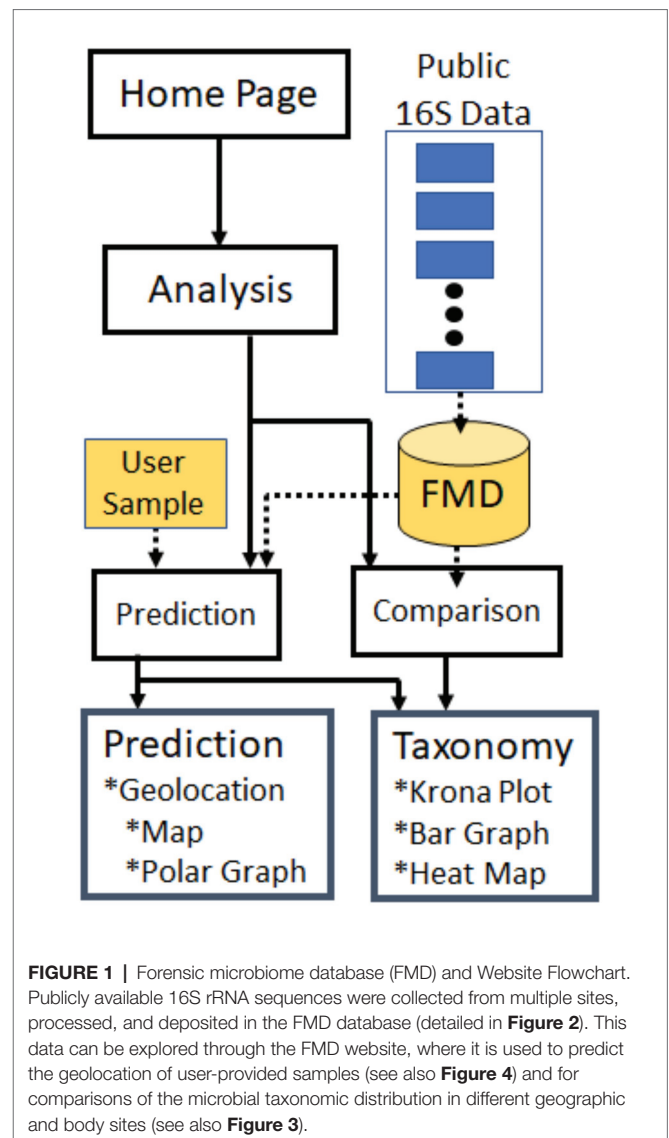 Home Page
Public
16S Data
Analysis
User
Sample
FMD
Prediction
Comparison
Prediction
*Geolocation
*Map
*Polar Graph
Taxonomy
*Krona Plot
*Bar Graph
*Heat Map
FIGURE 1 | Forensic microbiome database (FMD) and Website Flowchart.
Publicly available 16S rRNA sequences were collected from multiple sites,
processed, and deposited in the FMD database (detailed in Figure 2). This
data can be explored through the FMD website, where it is used to predict
the geolocation of user-provided samples (see also Figure 4) and for
comparisons of the microbial taxonomic distribution in different geographic
and body sites (see also Figure 3).